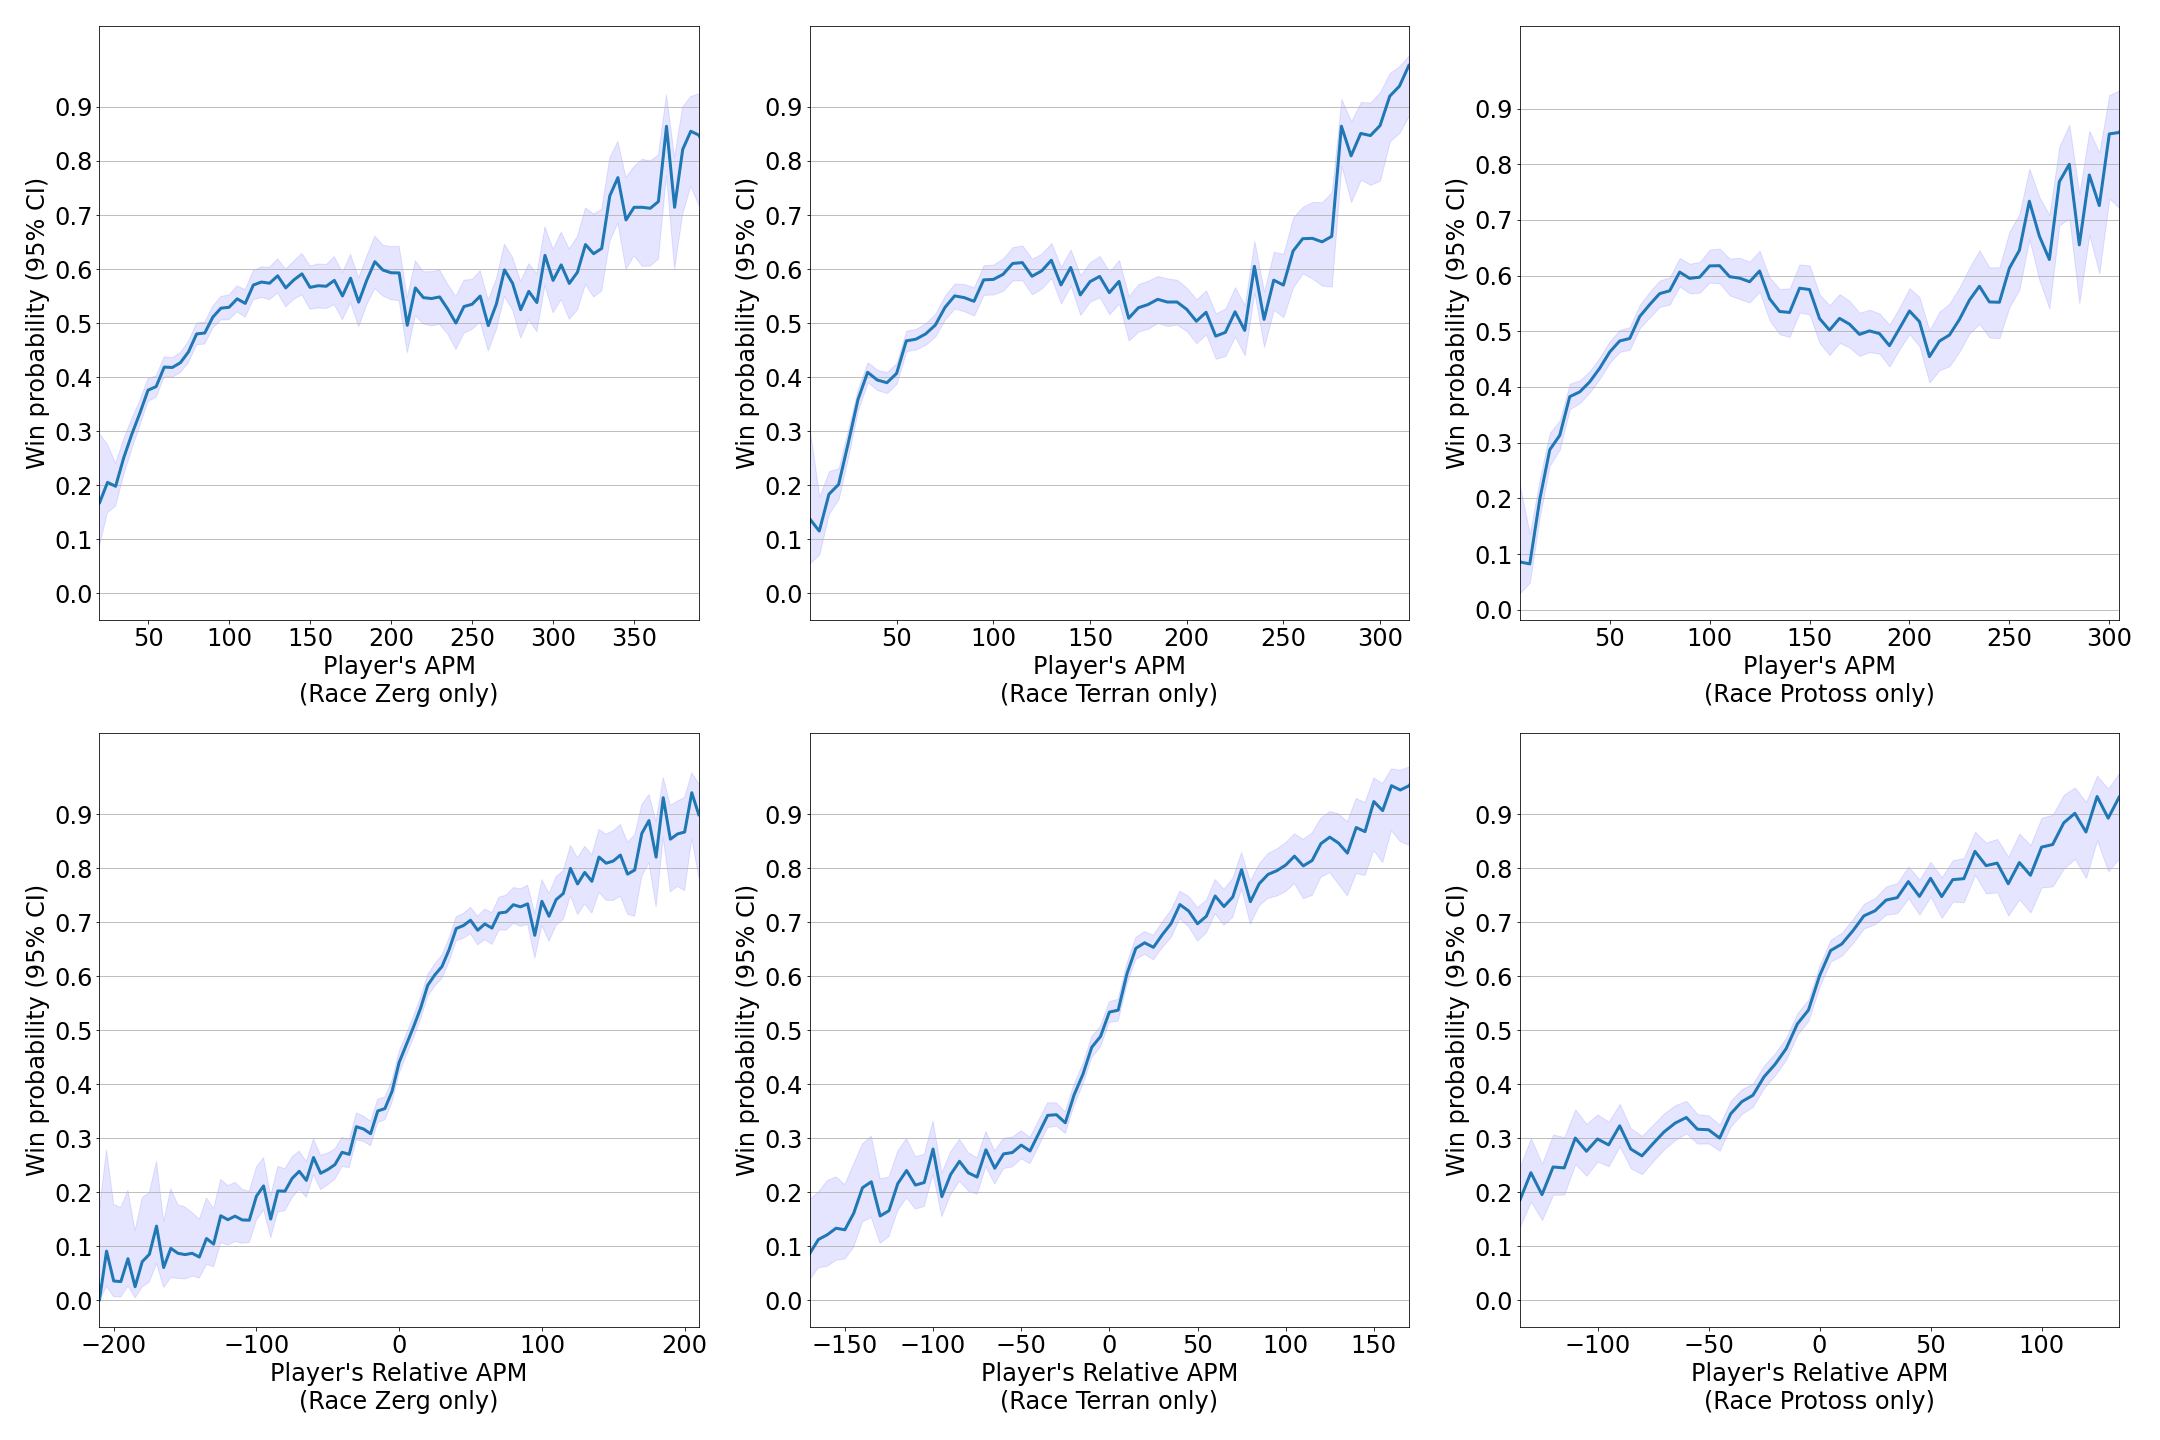 Win probability (95% CI)
0.9
0.8
0.7
0.6
0.5
0.4
0.3
0.2
0.1
0.0
50 100 150 200 250 300 350
Player's APM
(Race Zerg only)
Win probability (95% CI)
0.9
0.8
0.7
0.6
0.5
0.4
0.3
0.2
0.1
0.0
50 100 150 200 250 300
Player's APM
(Race Terran only)
Win probability (95% CI)
0.9
0.8
0.7
0.6
0.5
0.4
0.3
0.2
0.1
0.0
50 100 150 200 250 300
Player's APM
(Race Protoss only)
Win probability (95% CI)
0.9
0.8
0.7
0.6
0.5
0.4
0.3
0.2
0.1
0.0
−200 −100 0 100 200
Player's Relative APM
(Race Zerg only)
Win probability (95% CI)
0.9
0.8
0.7
0.6
0.5
0.4
0.3
0.2
0.1
0.0
−150 −100 −50 0 50 100 150
Player's Relative APM
(Race Terran only)
Win probability (95% CI)
0.9
0.8
0.7
0.6
0.5
0.4
0.3
0.2
0.1
0.0
−100 −50 0 50 100
Player's Relative APM
(Race Protoss only)